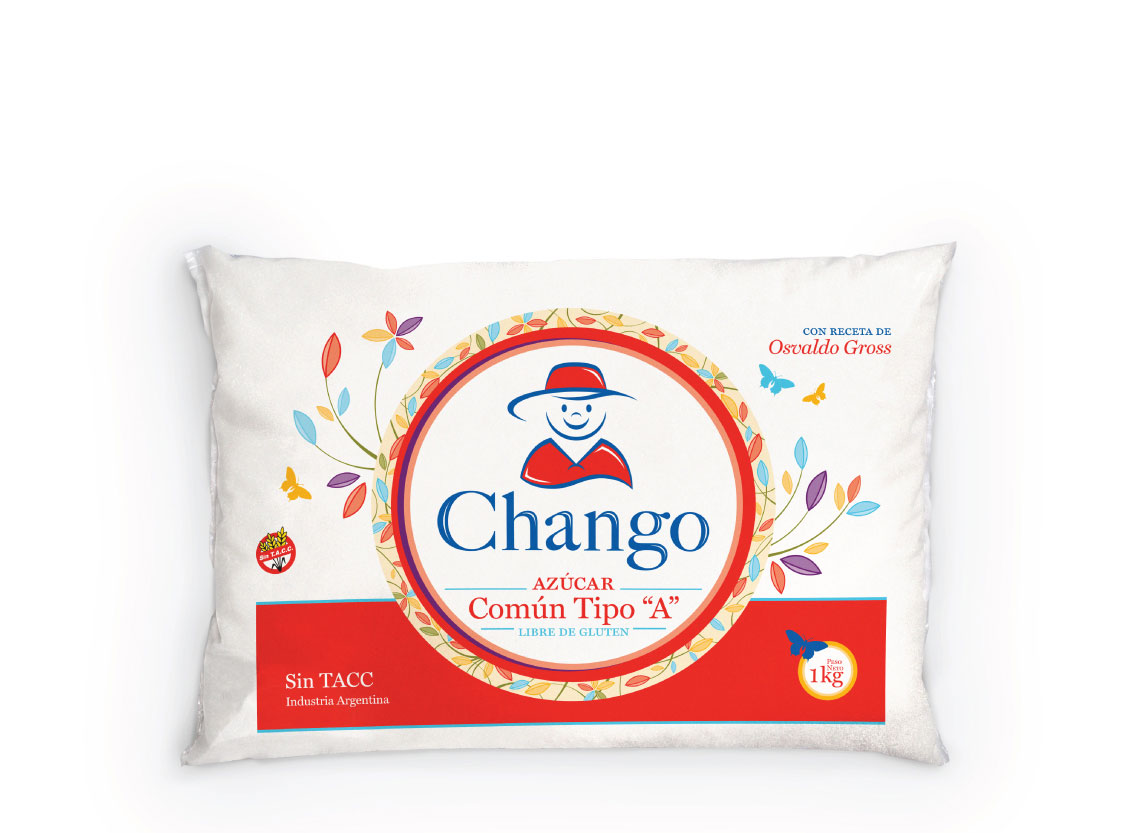 CON RECETA DE
Osvaldo Gross
Chango
AZÚCAR
Común Tipo “A”
LIBRE DE GLUTEN
Sin T.A.C.C.
Sin TACC
Industria Argentina
Peso
Neto
1kg